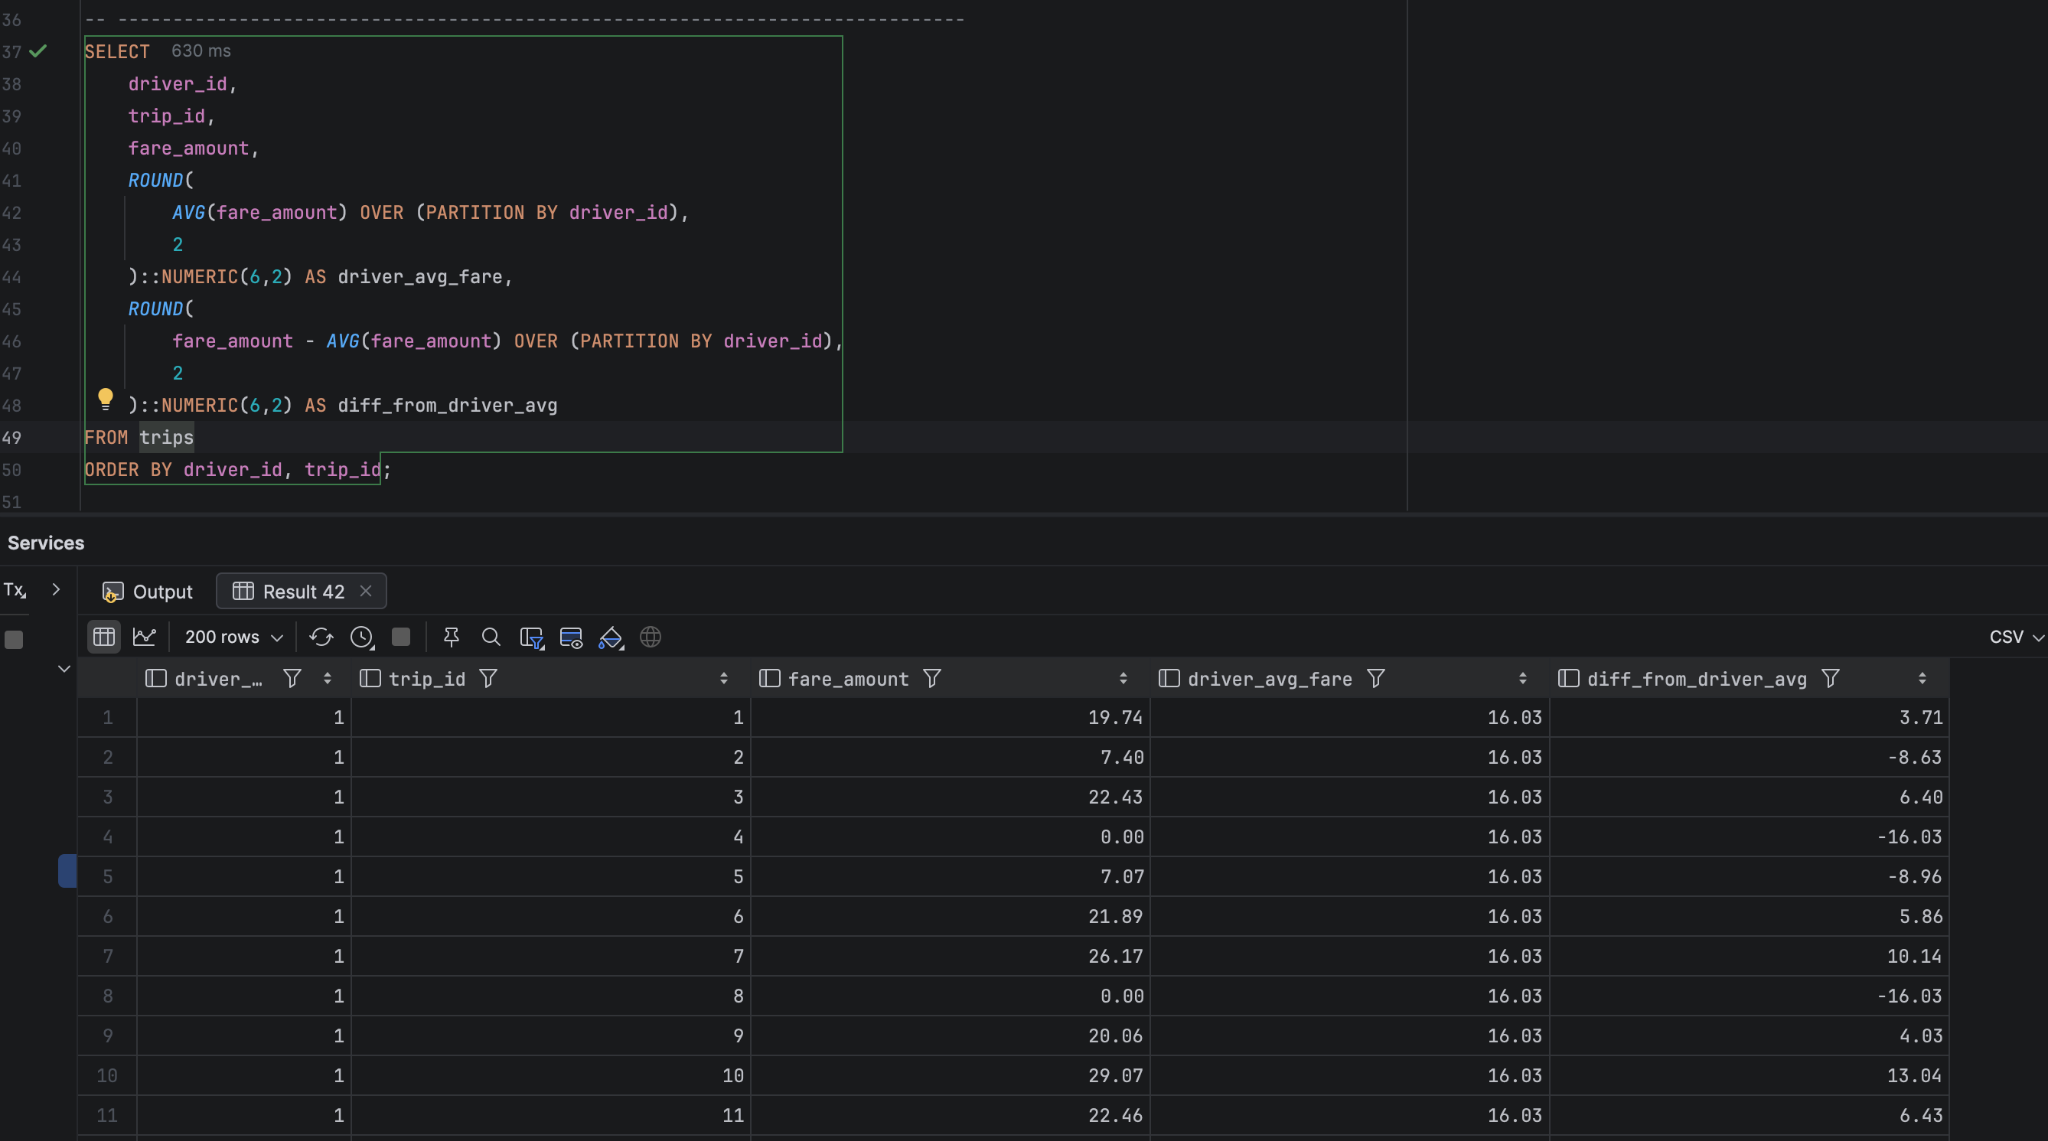 36 -- -----------------------------------------------------------------------------
37 SELECT 630 ms
38 driver_id,
39 trip_id,
40 fare_amount,
41 ROUND(
42 AVG(fare_amount) OVER (PARTITION BY driver_id),
43 2
44 )::NUMERIC(6,2) AS driver_avg_fare,
45 ROUND(
46 fare_amount - AVG(fare_amount) OVER (PARTITION BY driver_id),
47 2
48 )::NUMERIC(6,2) AS diff_from_driver_avg
49 FROM trips
50 ORDER BY driver_id, trip_id;
51
Services
Tx Output Result 42
200 rows CSV
driver_… trip_id fare_amount driver_avg_fare diff_from_driver_avg
1 1 1 19.74 16.03 3.71
2 1 2 7.40 16.03 -8.63
3 1 3 22.43 16.03 6.40
4 1 4 0.00 16.03 -16.03
5 1 5 7.07 16.03 -8.96
6 1 6 21.89 16.03 5.86
7 1 7 26.17 16.03 10.14
8 1 8 0.00 16.03 -16.03
9 1 9 20.06 16.03 4.03
10 1 10 29.07 16.03 13.04
11 1 11 22.46 16.03 6.43